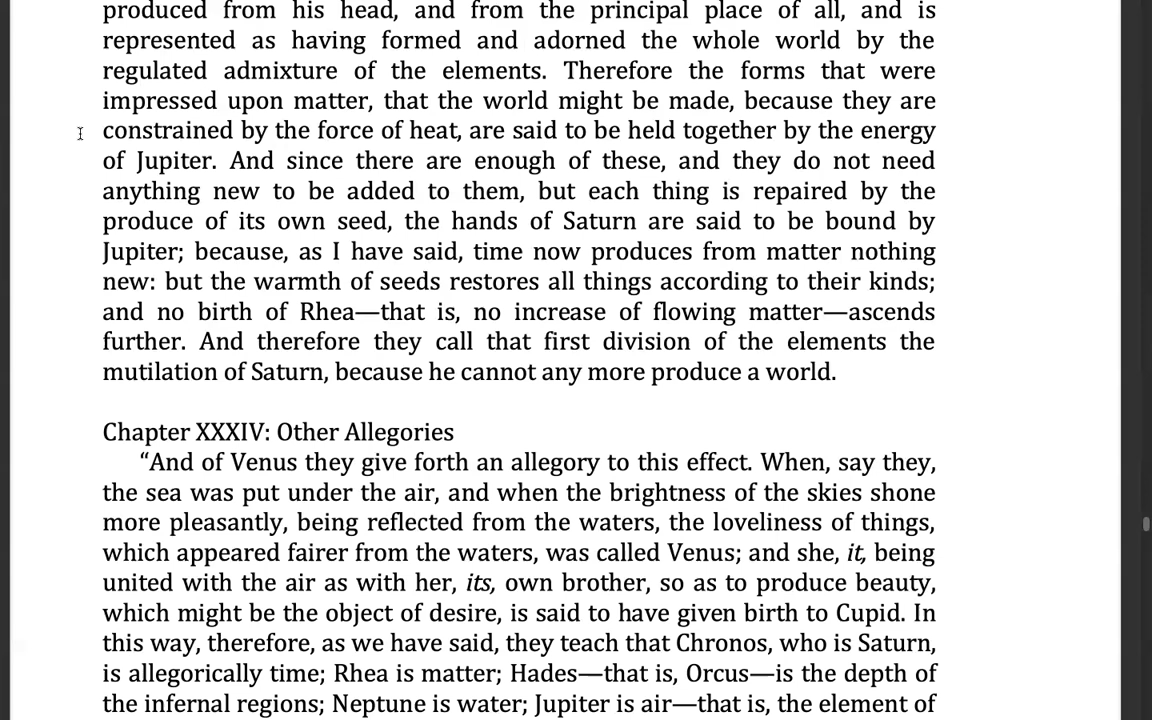 produced from his head, and from the principal place of all, and is
represented as having formed and adorned the whole world by the
regulated admixture of the elements. Therefore the forms that were
impressed upon matter, that the world might be made, because they are
constrained by the force of heat, are said to be held together by the energy
of Jupiter. And since there are enough of these, and they do not need
anything new to be added to them, but each thing is repaired by the
produce of its own seed, the hands of Saturn are said to be bound by
Jupiter; because, as I have said, time now produces from matter nothing
new: but the warmth of seeds restores all things according to their kinds;
and no birth of Rhea—that is, no increase of flowing matter—ascends
further. And therefore they call that first division of the elements the
mutilation of Saturn, because he cannot any more produce a world.
Chapter XXXIV: Other Allegories
“And of Venus they give forth an allegory to this effect. When, say they,
the sea was put under the air, and when the brightness of the skies shone
more pleasantly, being reflected from the waters, the loveliness of things,
which appeared fairer from the waters, was called Venus; and she, it, being
united with the air as with her, its, own brother, so as to produce beauty,
which might be the object of desire, is said to have given birth to Cupid. In
this way, therefore, as we have said, they teach that Chronos, who is Saturn,
is allegorically time; Rhea is matter; Hades—that is, Orcus—is the depth of
the infernal regions; Neptune is water; Jupiter is air—that is, the element of